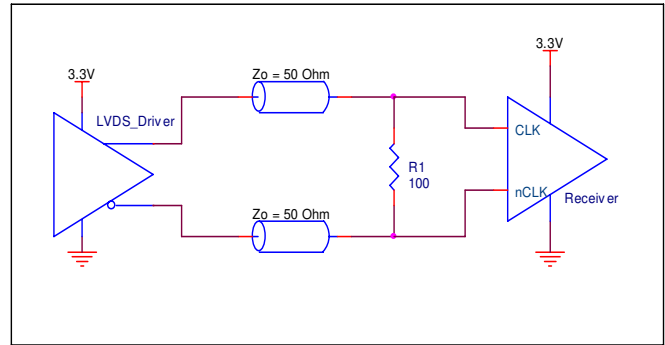 3.3V
3.3V
Zo = 50 Ohm
LVDS_Driver
CLK
R1
100
nCLK
Receiver
Zo = 50 Ohm